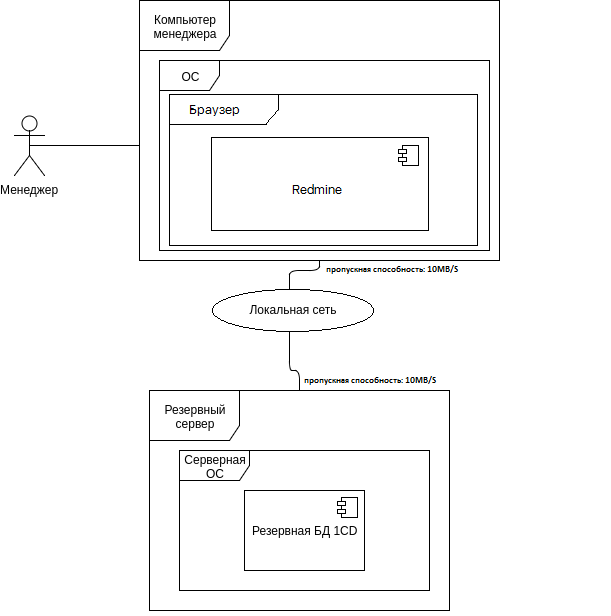 Компьютер
менеджера
ОС
Браузер
Redmine
Менеджер
пропускная способность: 10MB/S
Локальная сеть
пропускная способность: 10MB/S
Резервный
сервер
Серверная
ОС
Резервная БД 1CD